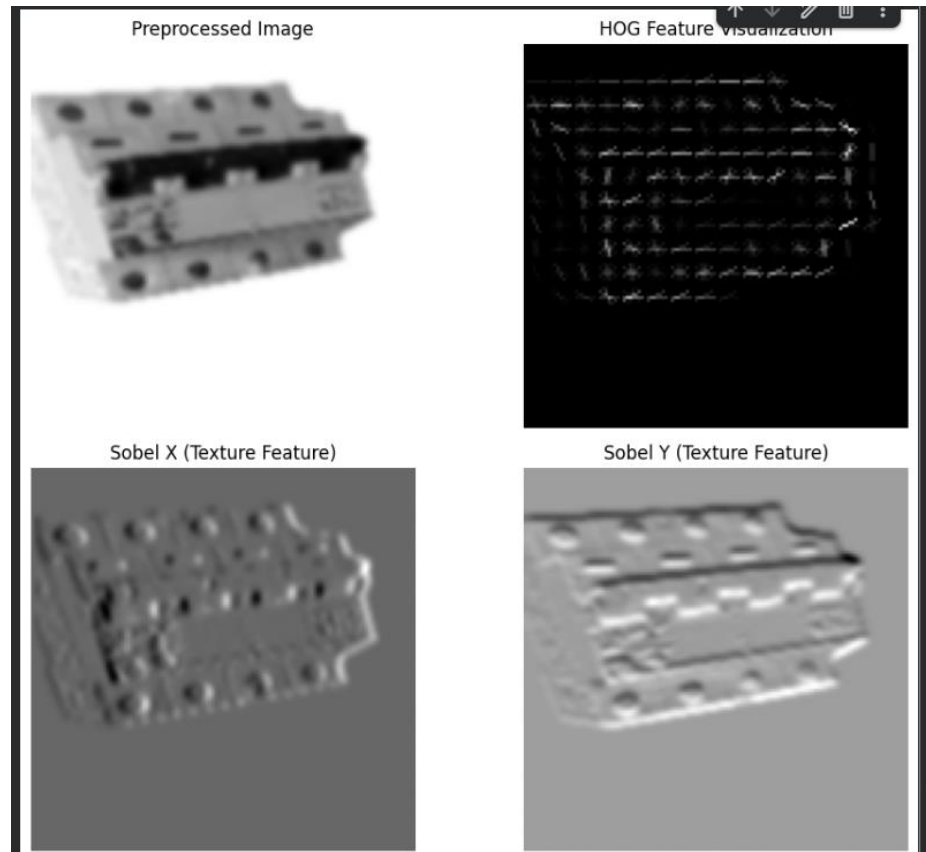 Preprocessed Image
HOG Feature Visualization
Sobel X (Texture Feature)
Sobel Y (Texture Feature)